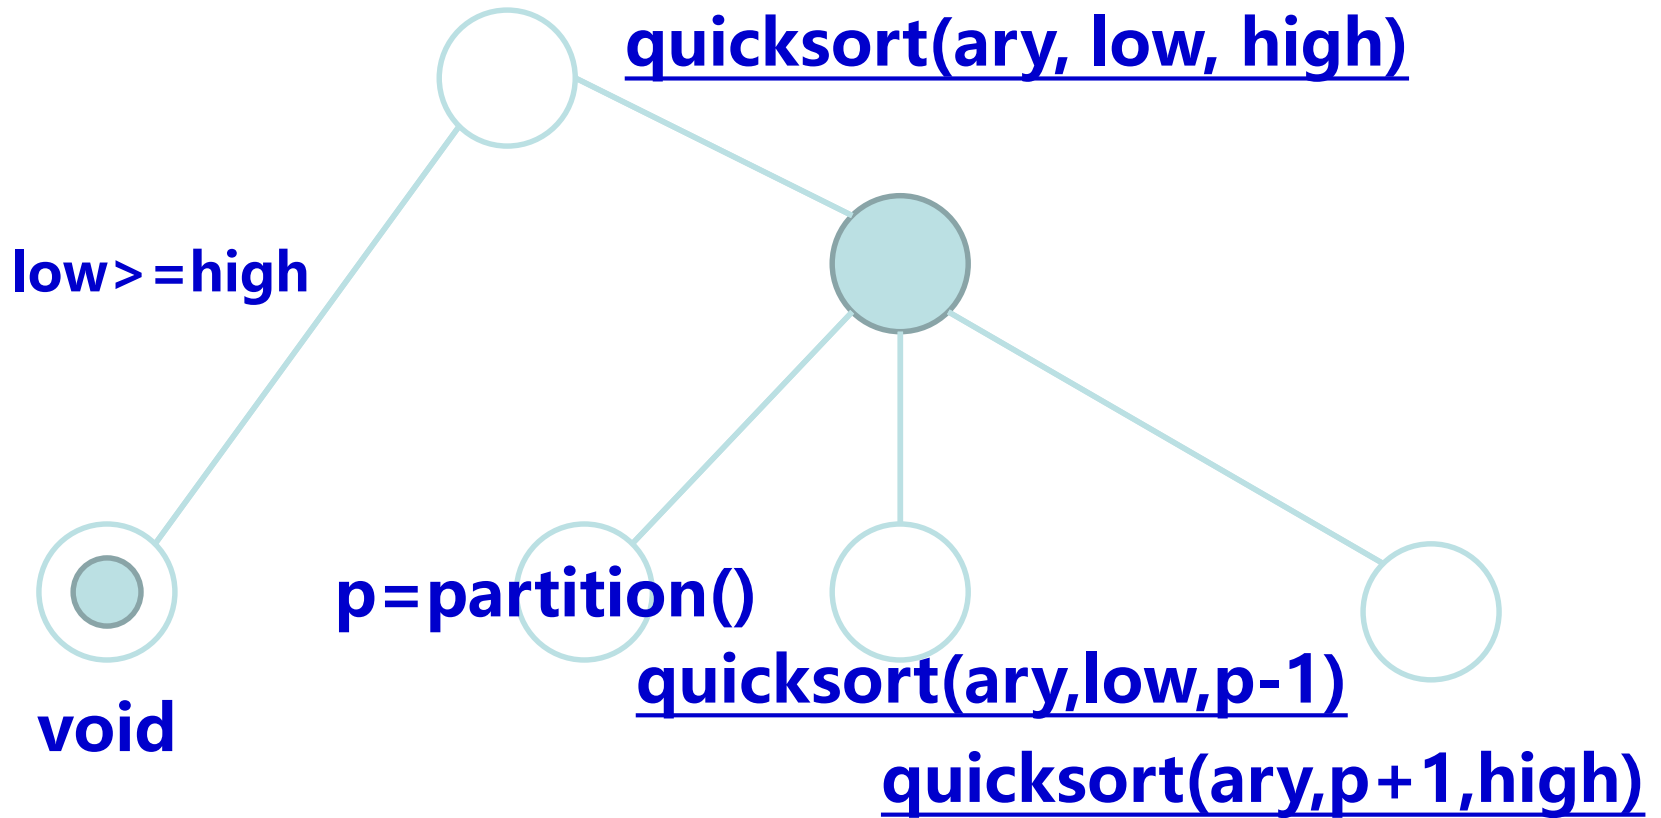 quicksort(ary, low, high)
low>=high
p=partition()
quicksort(ary,low,p-1)
void
quicksort(ary,p+1,high)